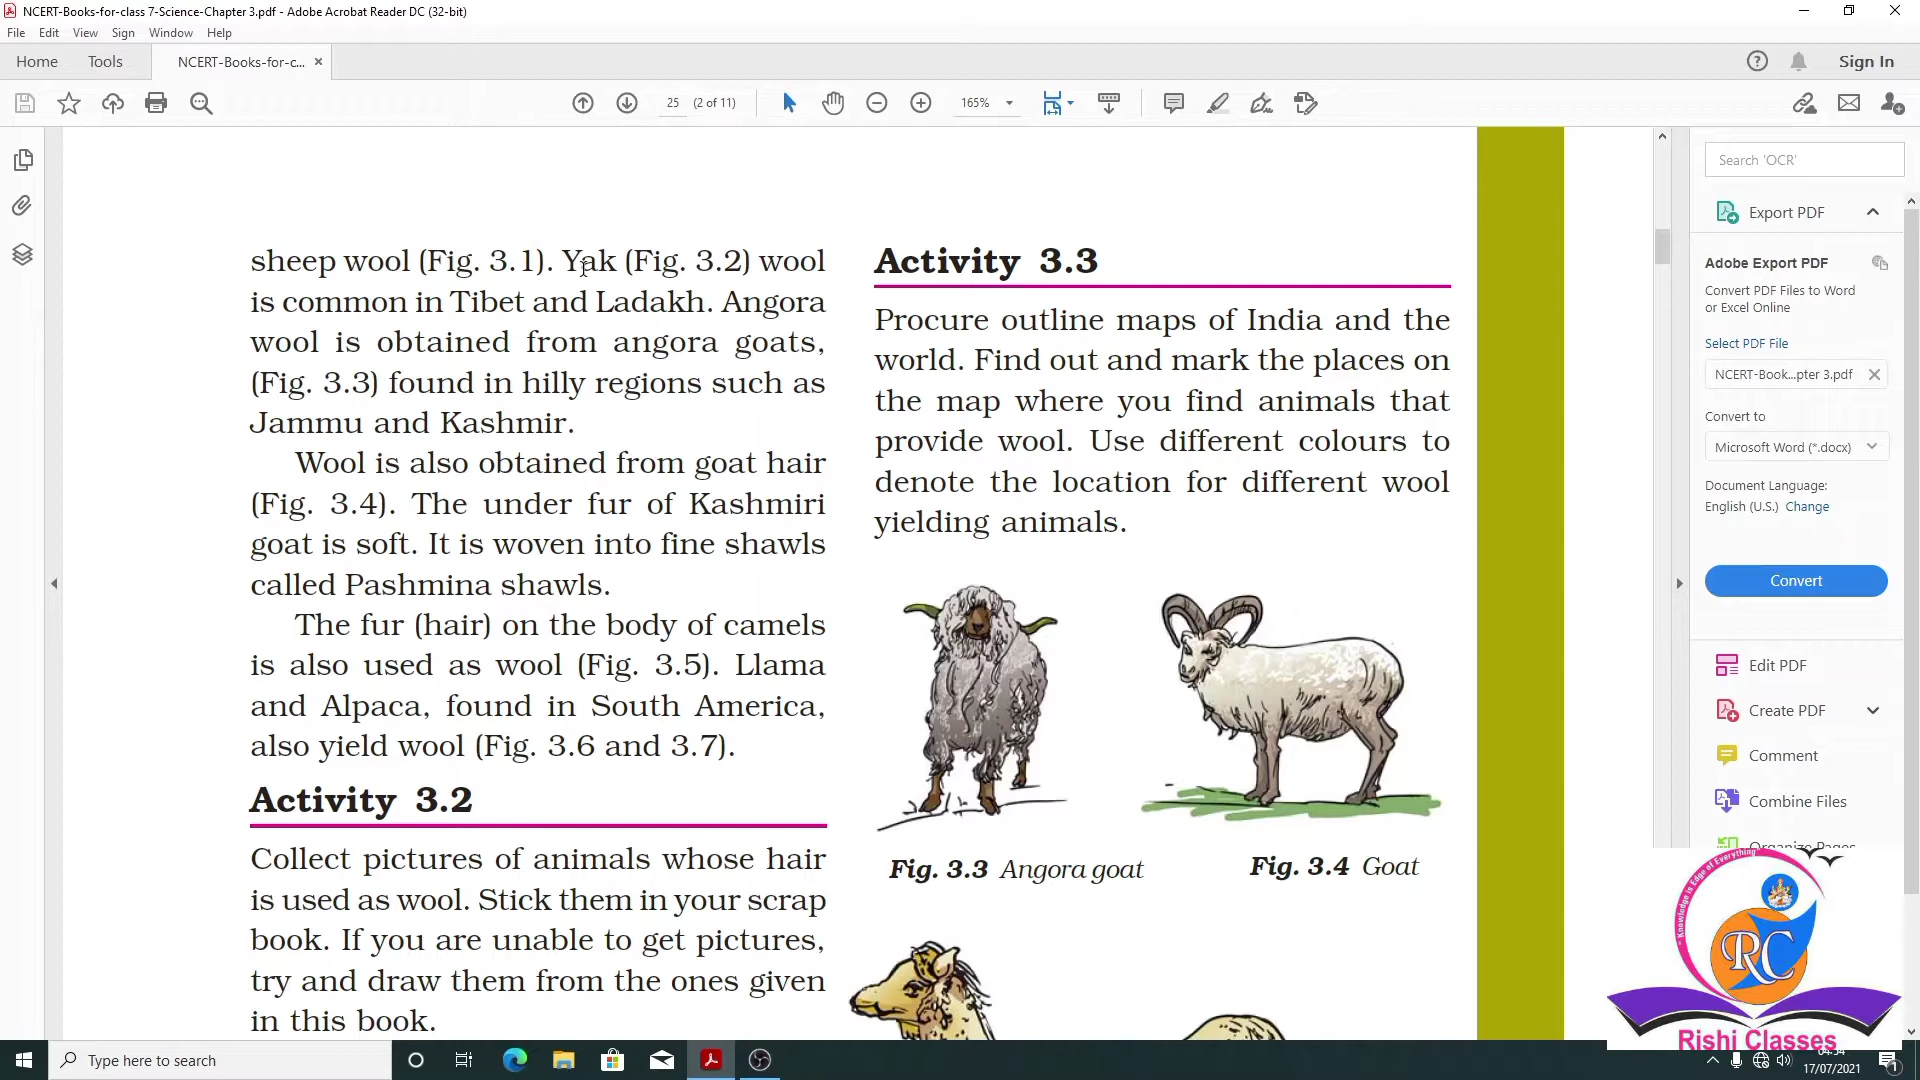 NCERT-Books-for-class 7-Science-Chapter 3.pdf - Adobe Acrobat Reader DC (32-bit)
File Edit View Sign Window Help
Home Tools NCERT-Books-for-c... × Sign In
25 (2 of 11) 165%
sheep wool (Fig. 3.1). Yak (Fig. 3.2) wool
is common in Tibet and Ladakh. Angora
wool is obtained from angora goats,
(Fig. 3.3) found in hilly regions such as
Jammu and Kashmir.
Wool is also obtained from goat hair
(Fig. 3.4). The under fur of Kashmiri
goat is soft. It is woven into fine shawls
called Pashmina shawls.
The fur (hair) on the body of camels
is also used as wool (Fig. 3.5). Llama
and Alpaca, found in South America,
also yield wool (Fig. 3.6 and 3.7).
Activity 3.2
Collect pictures of animals whose hair
is used as wool. Stick them in your scrap
book. If you are unable to get pictures,
try and draw them from the ones given
in this book.
Activity 3.3
Procure outline maps of India and the
world. Find out and mark the places on
the map where you find animals that
provide wool. Use different colours to
denote the location for different wool
yielding animals.
Fig. 3.3 Angora goat
Fig. 3.4 Goat
Search 'OCR'
Export PDF
Adobe Export PDF
Convert PDF Files to Word
or Excel Online
Select PDF File
NCERT-Book...pter 3.pdf
Convert to
Microsoft Word (*.docx)
Document Language:
English (U.S.) Change
Convert
Edit PDF
Create PDF
Comment
Combine Files
Organize Pages
"Knowledge is Edge of Everything"
RC
Rishi Classes
Type here to search
04:54
17/07/2021
1